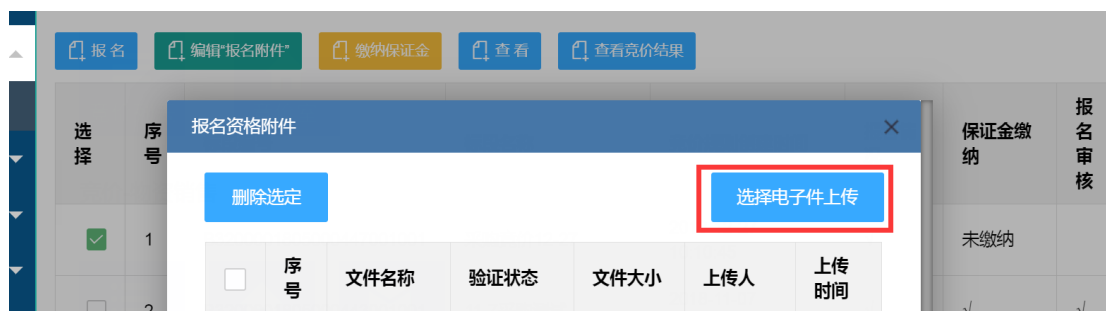 报名 编辑"报名附件" 缴纳保证金 查看 查看竞价结果
选择 序号 保证金缴纳 报名审核
报名资格附件
删除选定 选择电子件上传
1 未缴纳
序号 文件名称 验证状态 文件大小 上传人 上传时间
2 √ √